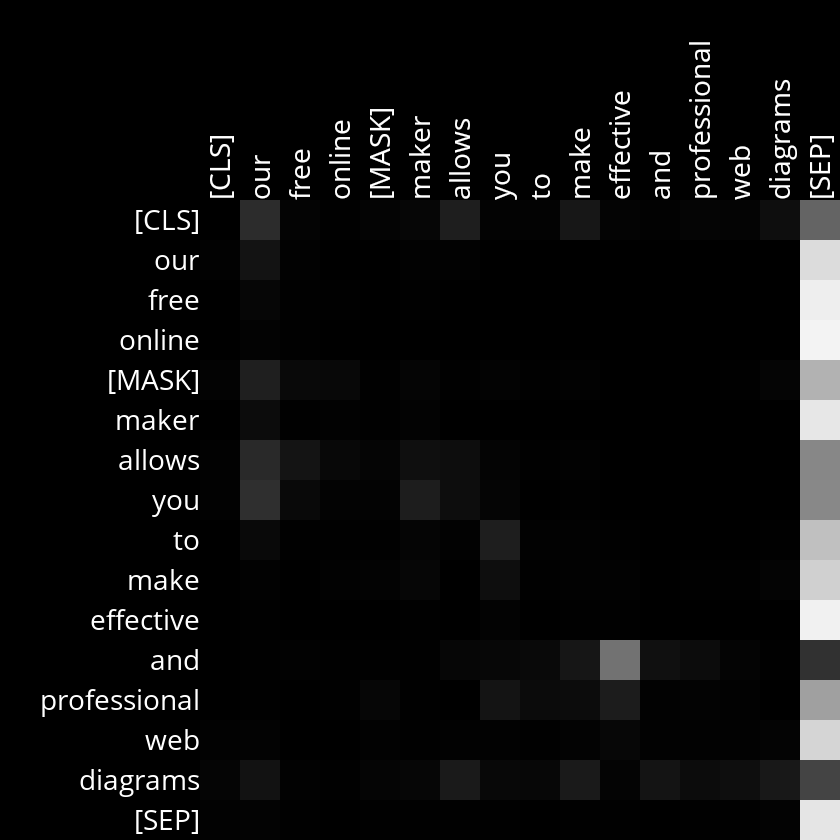 [CLS] our free online [MASK] maker allows you to make effective and professional web diagrams [SEP]
[CLS]
our
free
online
[MASK]
maker
allows
you
to
make
effective
and
professional
web
diagrams
[SEP]